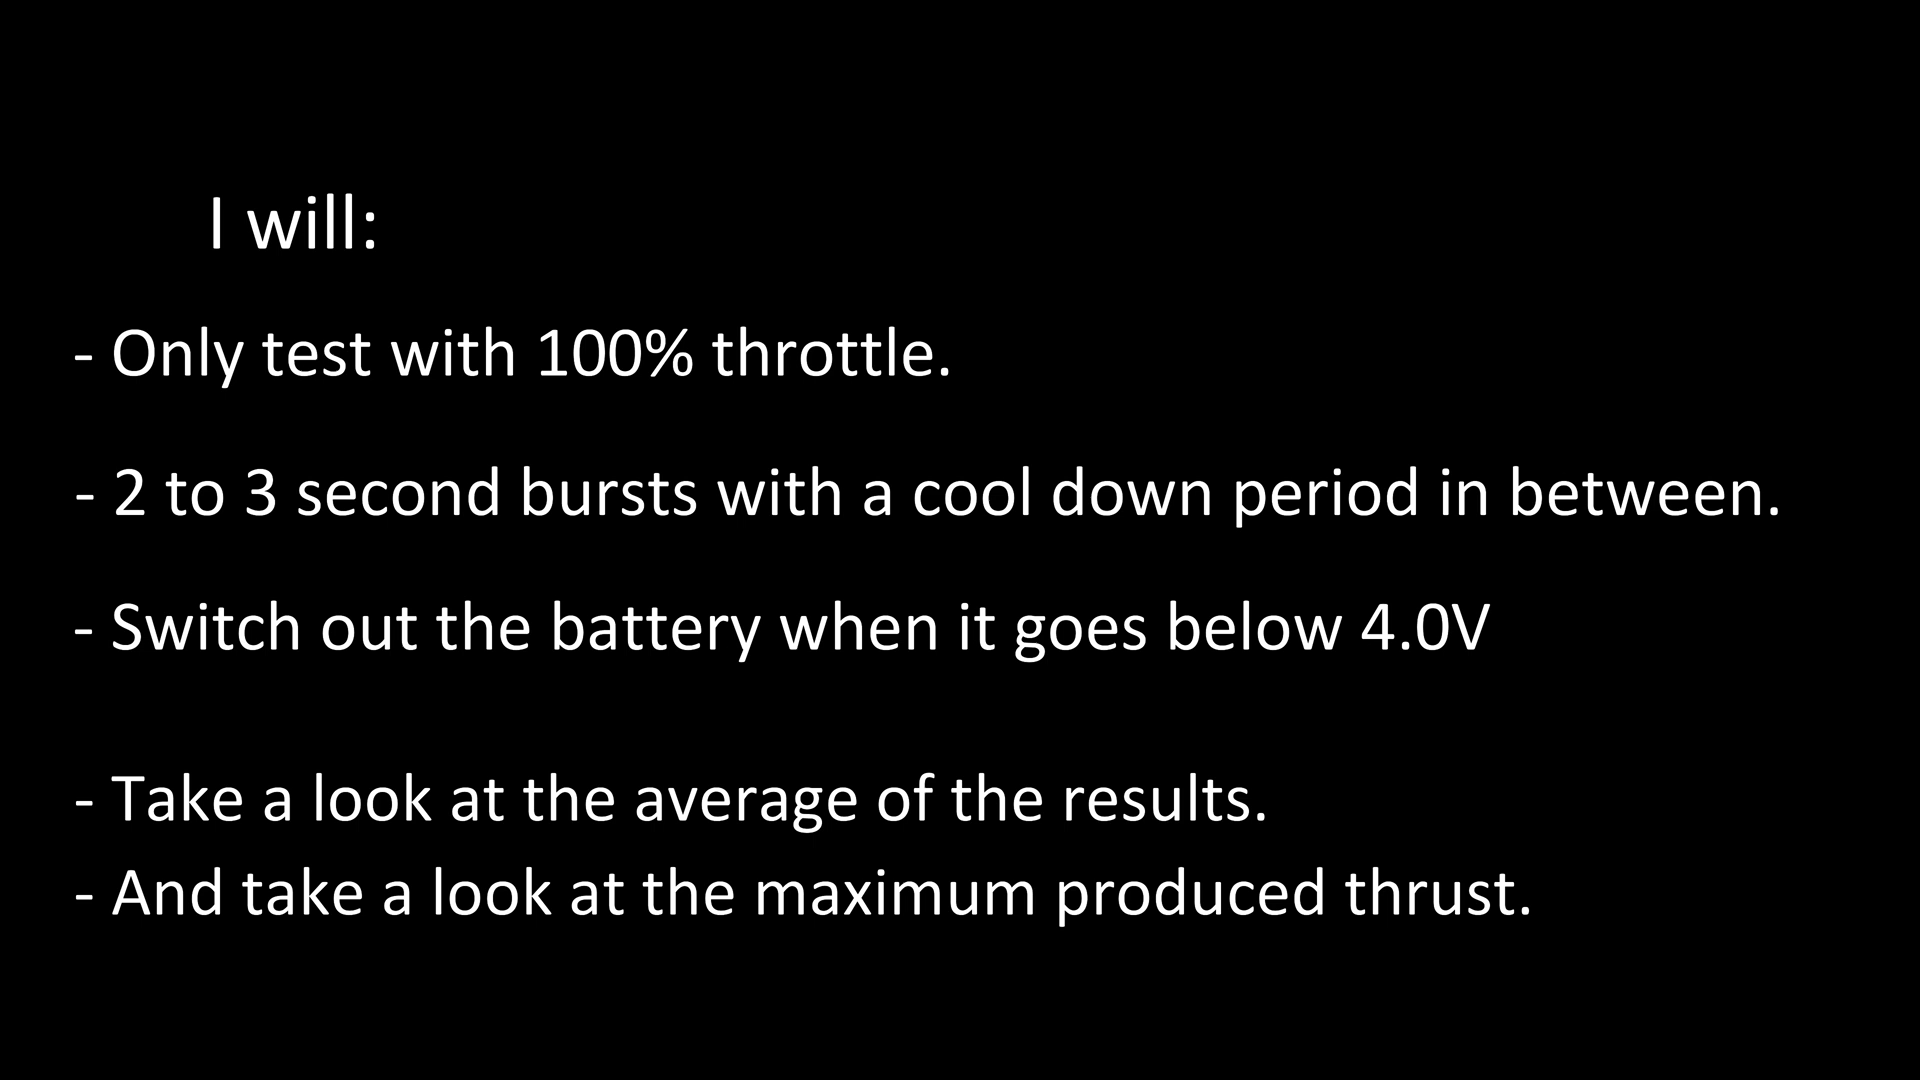 I will:
- Only test with 100% throttle.
- 2 to 3 second bursts with a cool down period in between.
- Switch out the battery when it goes below 4.0V
- Take a look at the average of the results.
- And take a look at the maximum produced thrust.